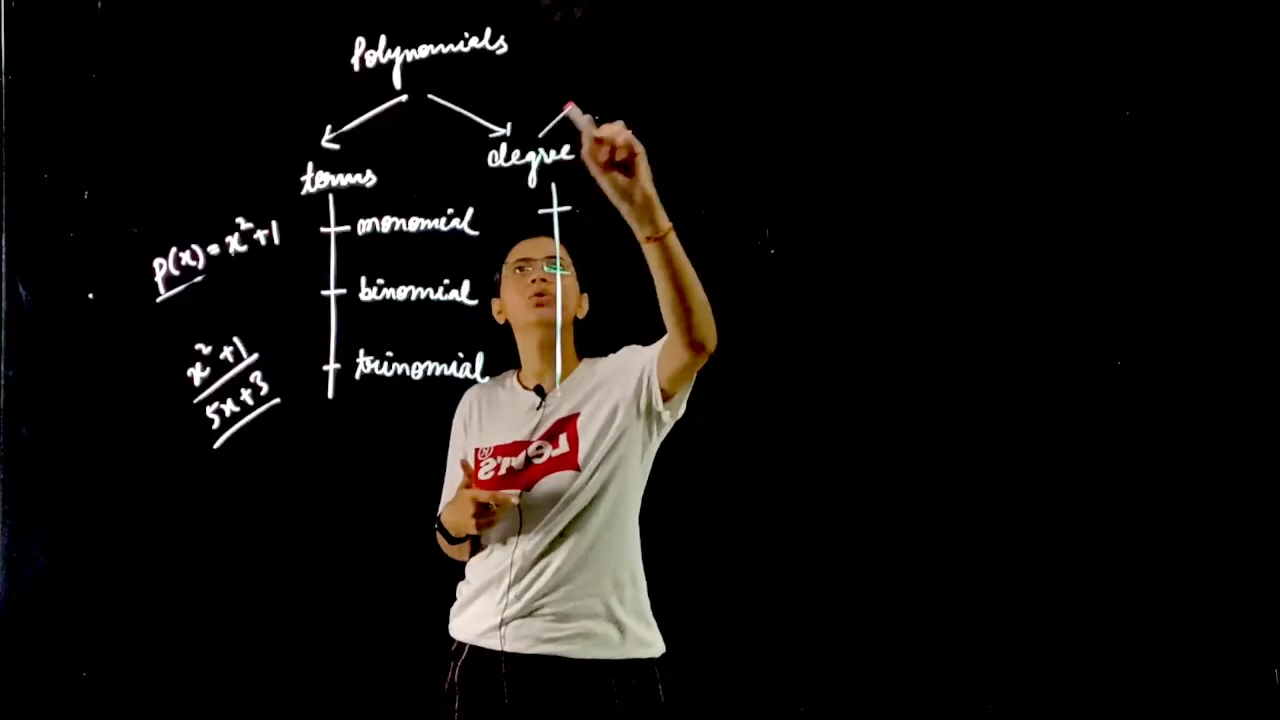 Polynomials
degree
terms
monomial
p(x) = x² + 1
binomial
trinomial
x² + 1
5x + 3
Levi's
®